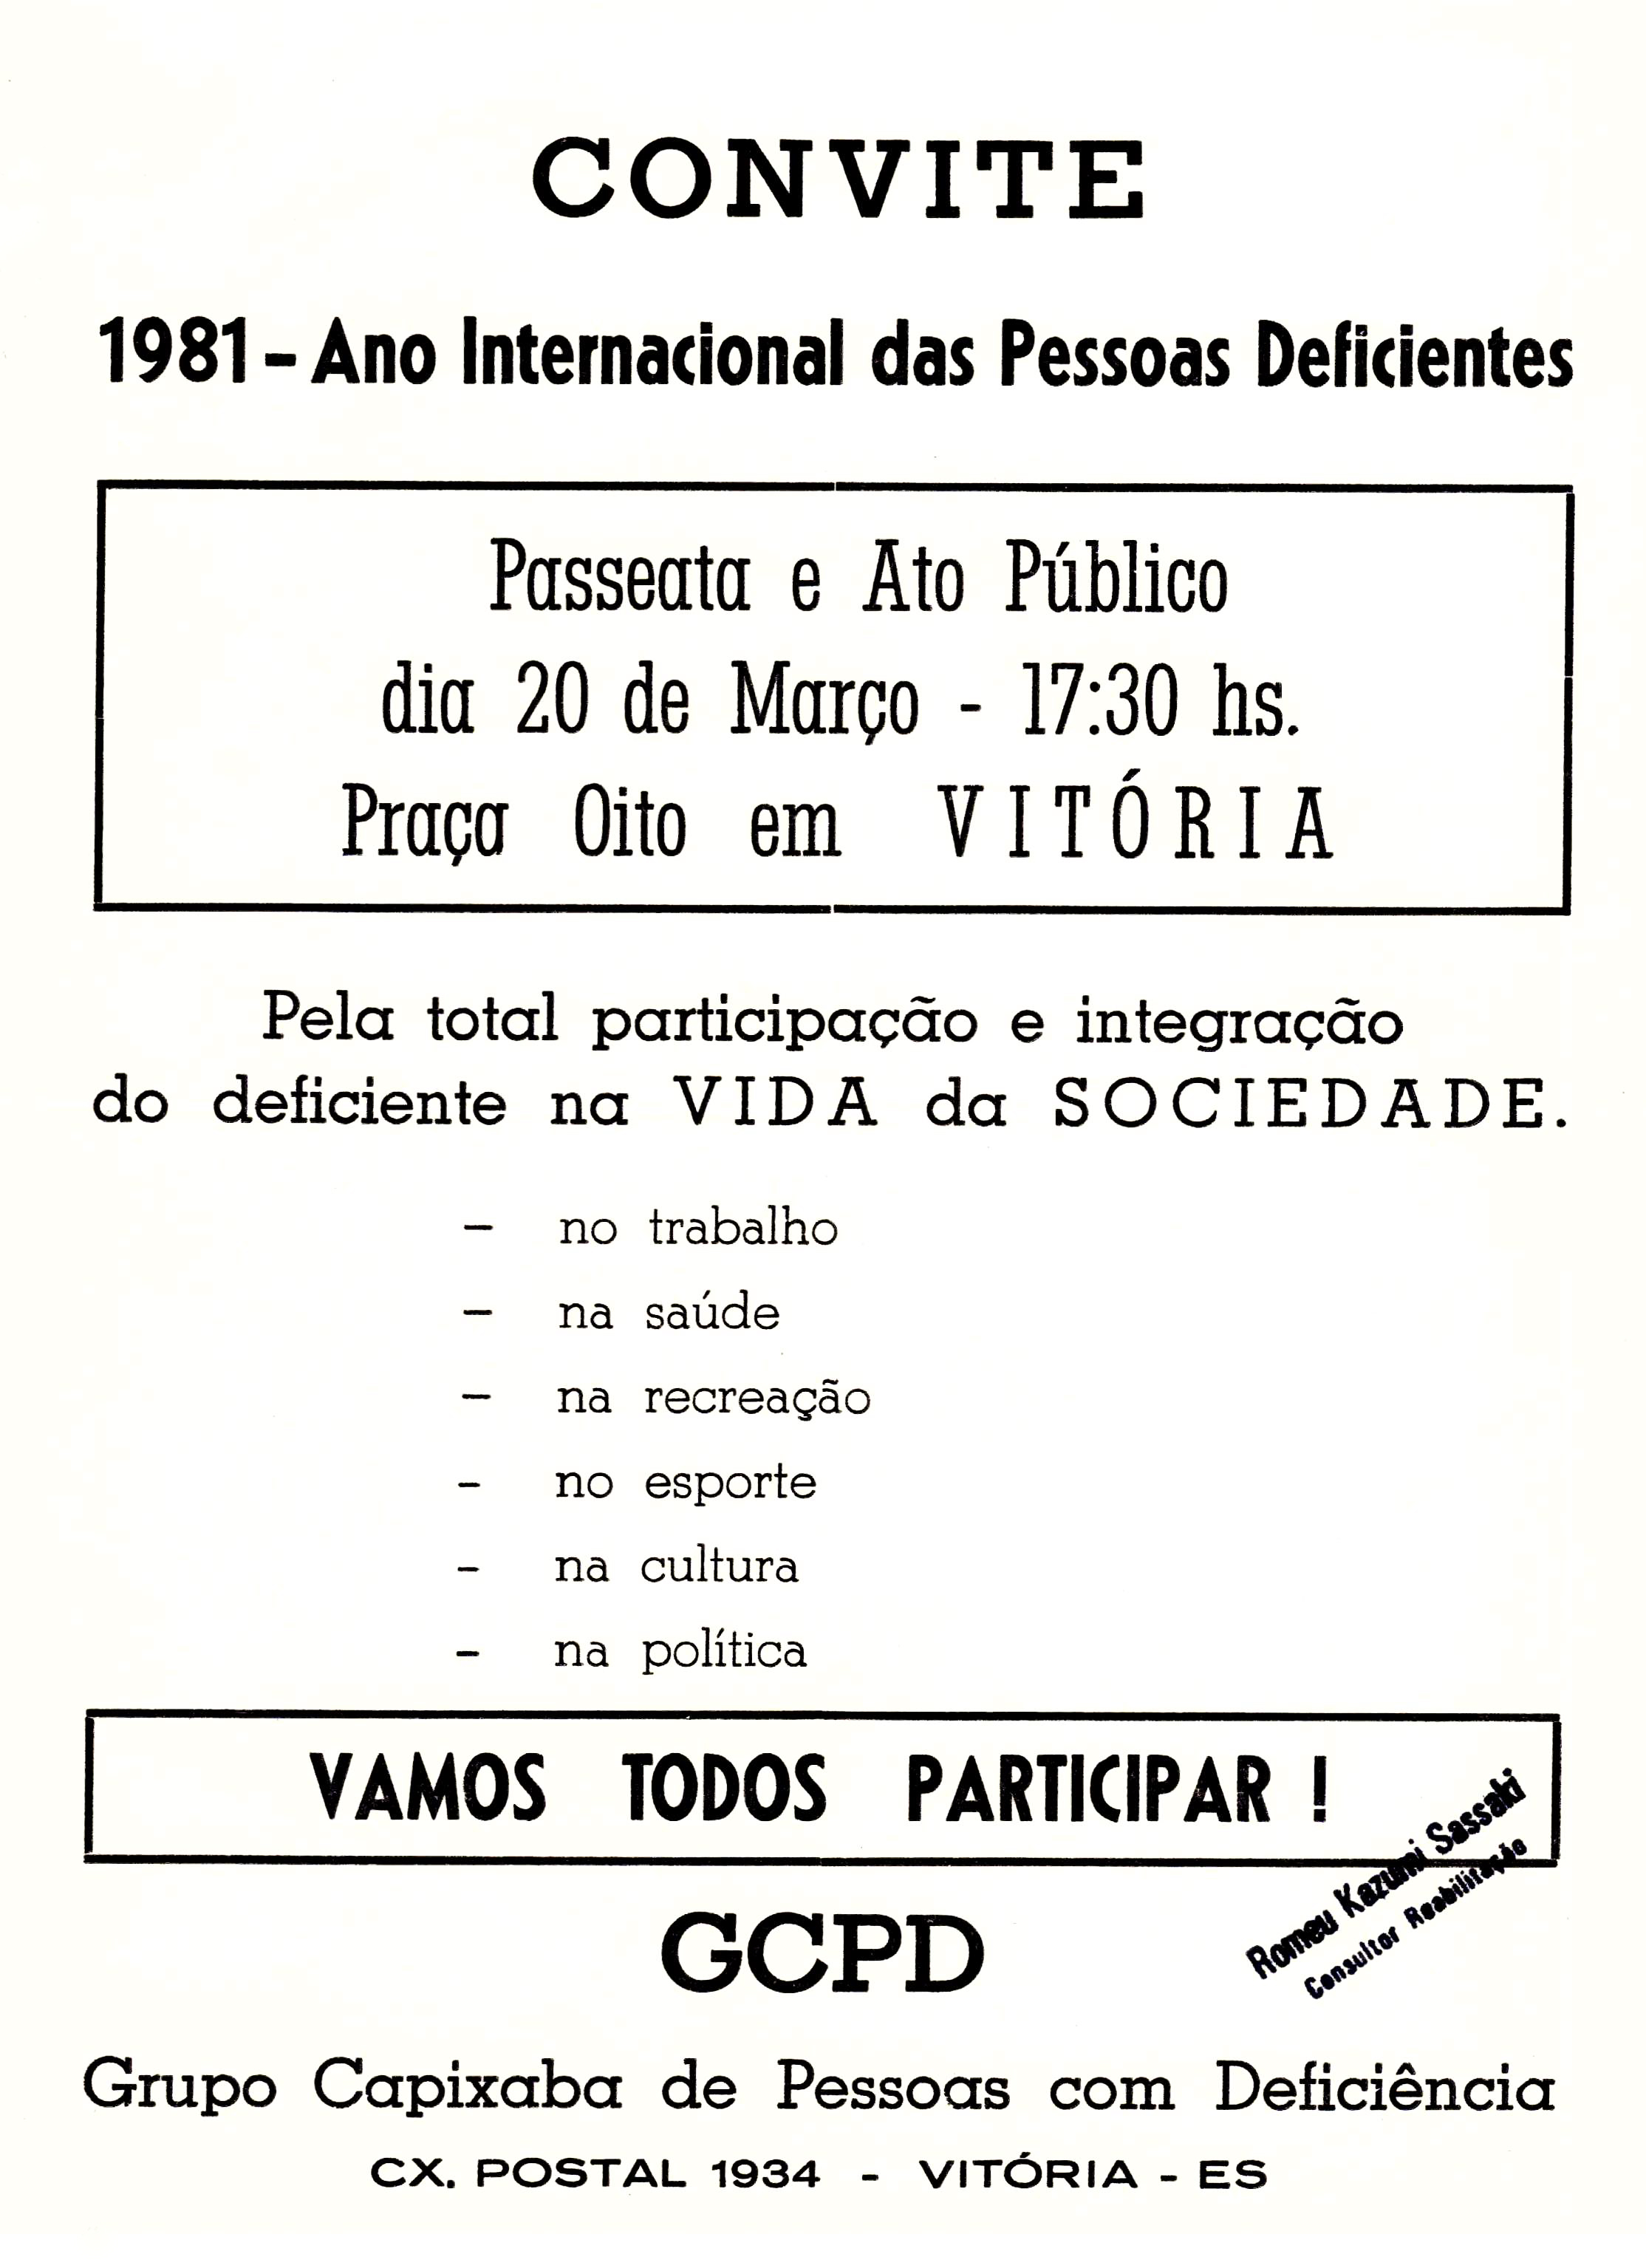 CONVITE
1981 - Ano Internacional das Pessoas Deficientes
Passeata e Ato Público
dia 20 de Março - 17:30 hs.
Praça Oito em VITÓRIA
Pela total participação e integração
do deficiente na VIDA da SOCIEDADE.
— no trabalho
— na saúde
— na recreação
- no esporte
- na cultura
- na política
VAMOS TODOS PARTICIPAR !
Romeu Kazumi Sassaki
Consultor Reabilitação
GCPD
Grupo Capixaba de Pessoas com Deficiência
CX. POSTAL 1934 - VITÓRIA - ES